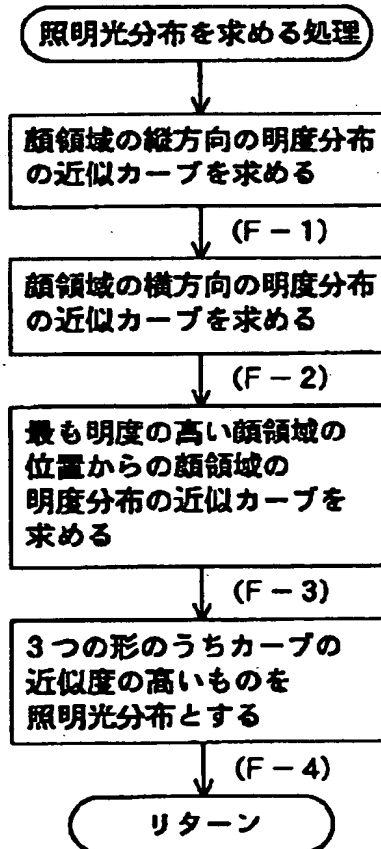 照明光分布を求める処理
顔領域の縦方向の明度分布
の近似カーブを求める
(F-1)
顔領域の横方向の明度分布
の近似カーブを求める
(F-2)
最も明度の高い顔領域の
位置からの顔領域の
明度分布の近似カーブを
求める
(F-3)
3つの形のうちカーブの
近似度の高いものを
照明光分布とする
(F-4)
リターン